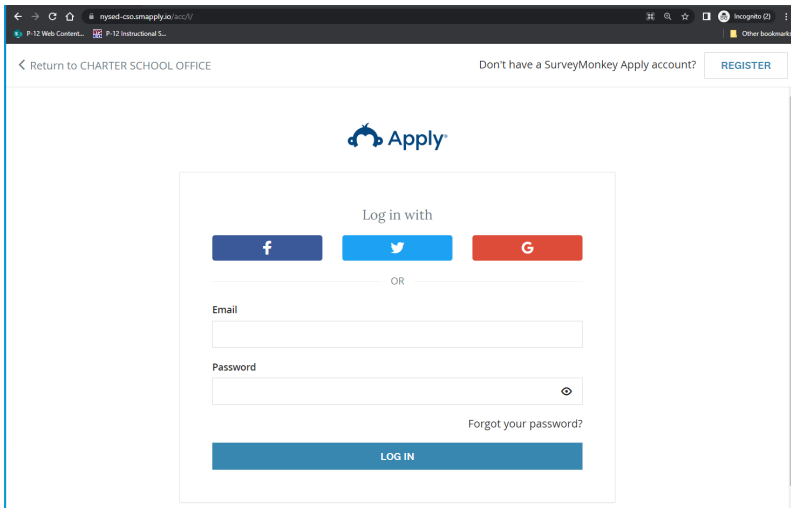 nysed-cso.smapply.io/acc/l/
Incognito (2)
P-12 Web Content...
P-12 Instructional S...
Other bookmarks
Return to CHARTER SCHOOL OFFICE
Don't have a SurveyMonkey Apply account?
REGISTER
Apply
Log in with
f
G
OR
Email
Password
Forgot your password?
LOG IN